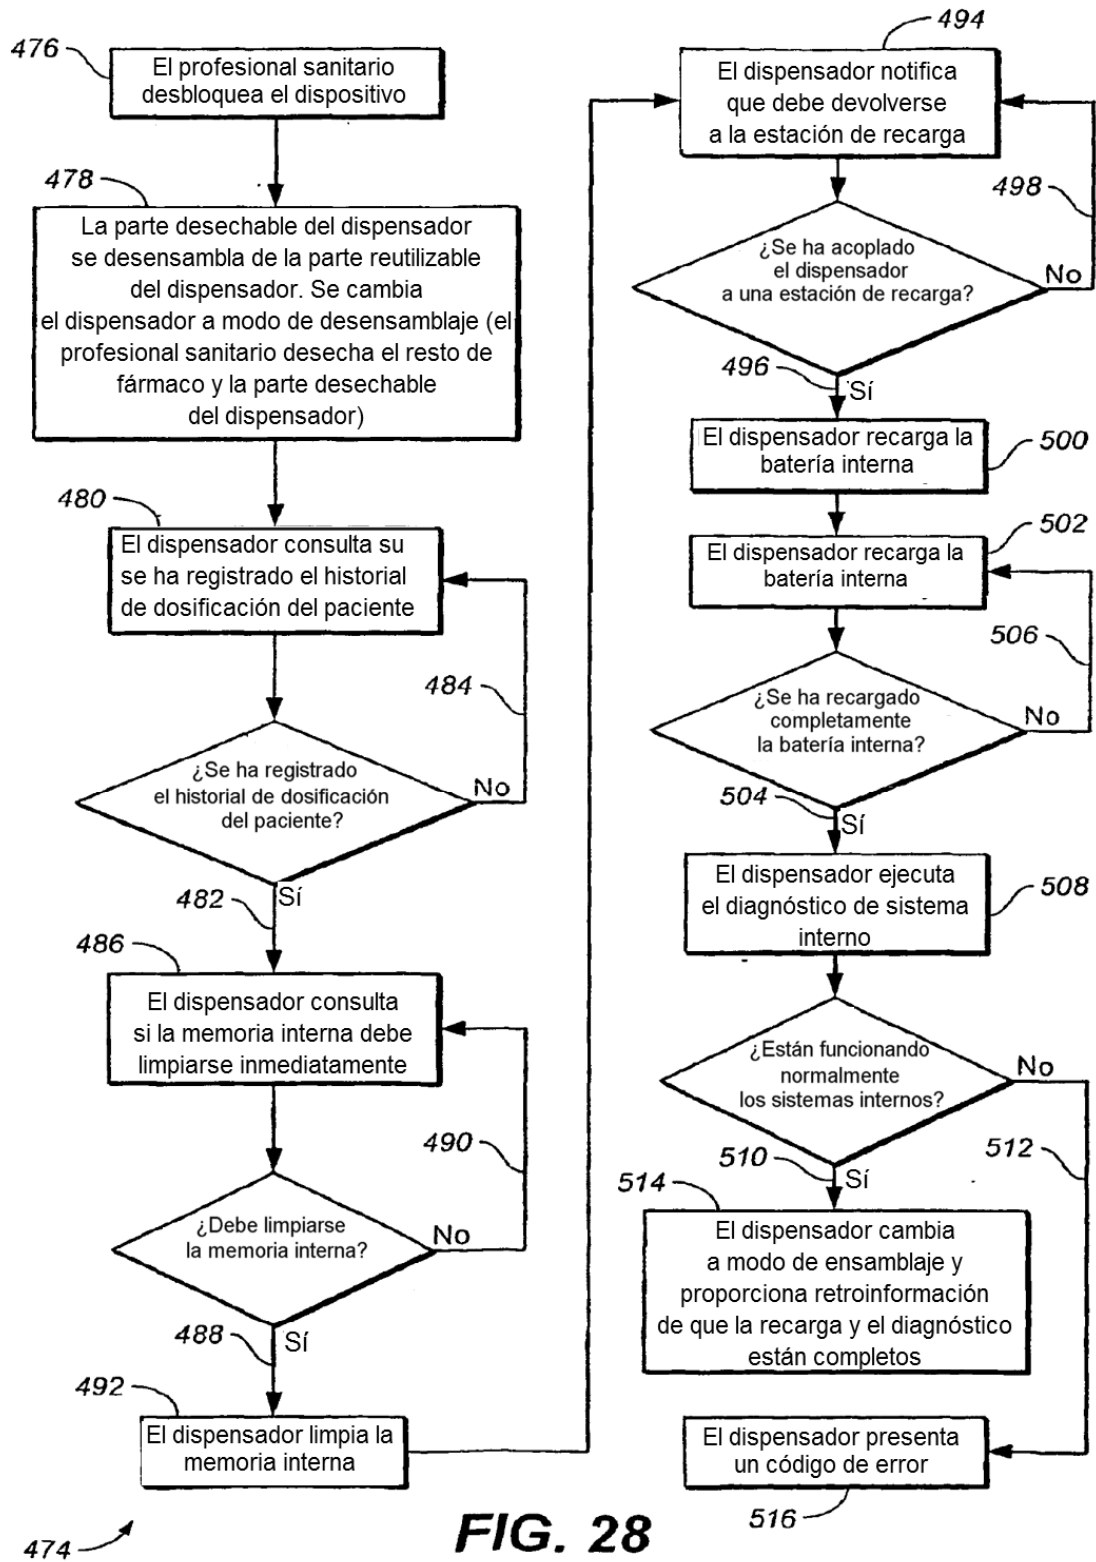 476
El profesional sanitario
desbloquea el dispositivo
478
La parte desechable del dispensador
se desensambla de la parte reutilizable
del dispensador. Se cambia
el dispensador a modo de desensamblaje (el
profesional sanitario desecha el resto de
fármaco y la parte desechable
del dispensador)
480
El dispensador consulta su
se ha registrado el historial
de dosificación del paciente
484
¿Se ha registrado
el historial de dosificación
del paciente?
No
482
Sí
486
El dispensador consulta
si la memoria interna debe
limpiarse inmediatamente
490
¿Debe limpiarse
la memoria interna?
No
488
Sí
492
El dispensador limpia la
memoria interna
474
494
El dispensador notifica
que debe devolverse
a la estación de recarga
498
¿Se ha acoplado
el dispensador
a una estación de recarga?
No
496
Sí
El dispensador recarga la
batería interna
500
502
El dispensador recarga la
batería interna
506
¿Se ha recargado
completamente
la batería interna?
No
504
Sí
El dispensador ejecuta
el diagnóstico de sistema
interno
508
¿Están funcionando
normalmente
los sistemas internos?
No
512
510
Sí
514
El dispensador cambia
a modo de ensamblaje y
proporciona retroinformación
de que la recarga y el diagnóstico
están completos
El dispensador presenta
un código de error
516
FIG. 28